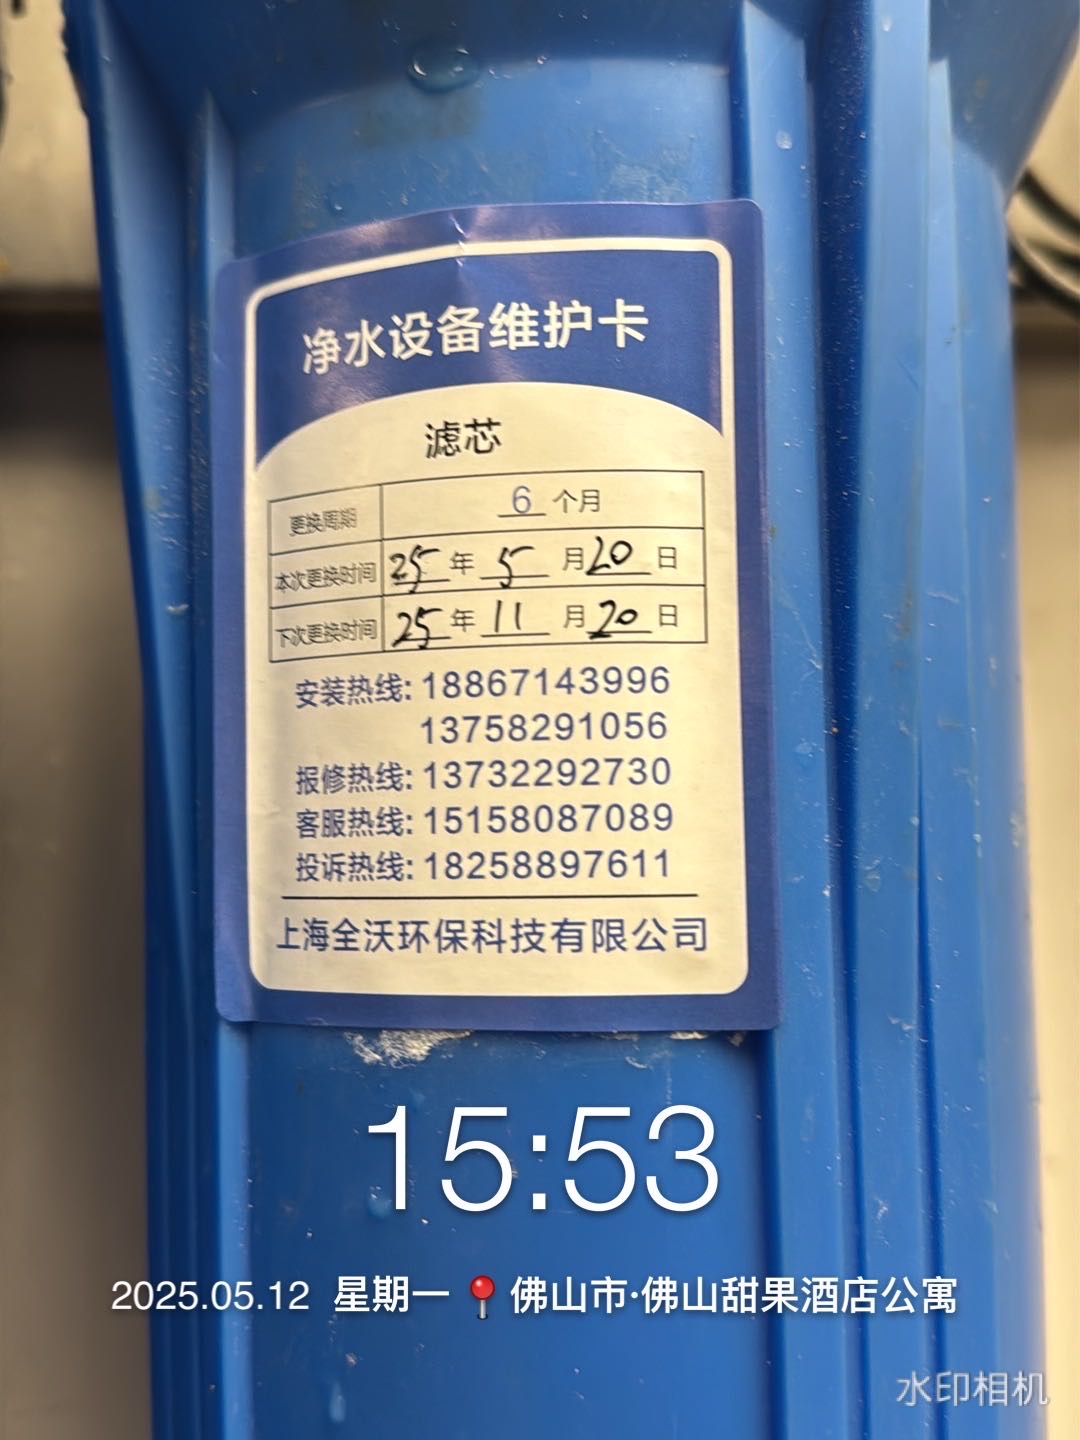 净水设备维护卡
滤芯
更换周期 6 个月
本次更换时间 25 年 5 月 20 日
下次更换时间 25 年 11 月 20 日
安装热线: 18867143996
13758291056
报修热线: 13732292730
客服热线: 15158087089
投诉热线: 18258897611
上海全沃环保科技有限公司
15:53
2025.05.12 星期一 📍佛山市·佛山甜果酒店公寓
水印相机